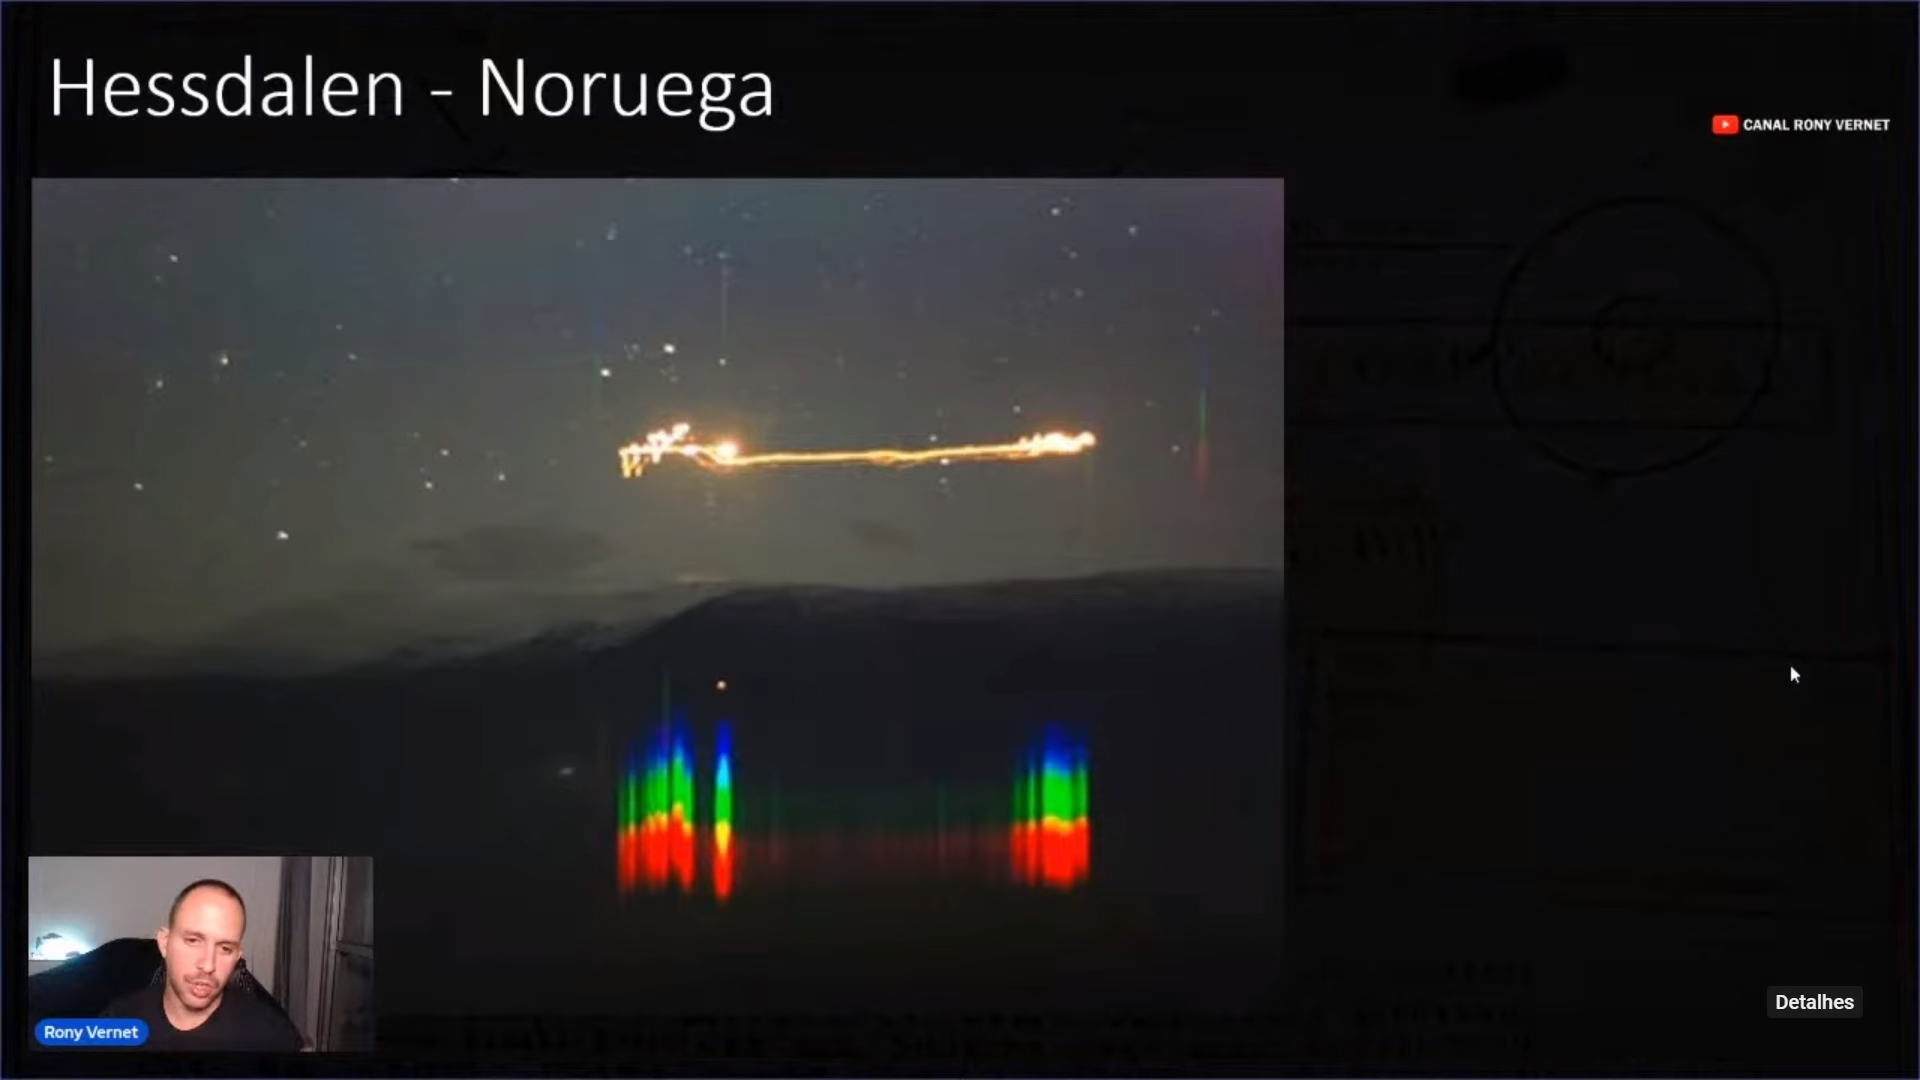 Hessdalen - Noruega
CANAL RONY VERNET
Rony Vernet
Detalhes